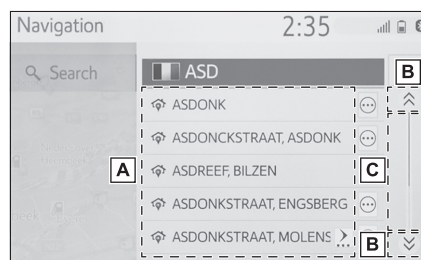 Navigation 2:35
Search
ASD
B
ASDONK
ASDONCKSTRAAT, ASDONK
A
C
ASDREEF, BILZEN
ASDONKSTRAAT, ENGSBERG
ASDONKSTRAAT, MOLENS
B